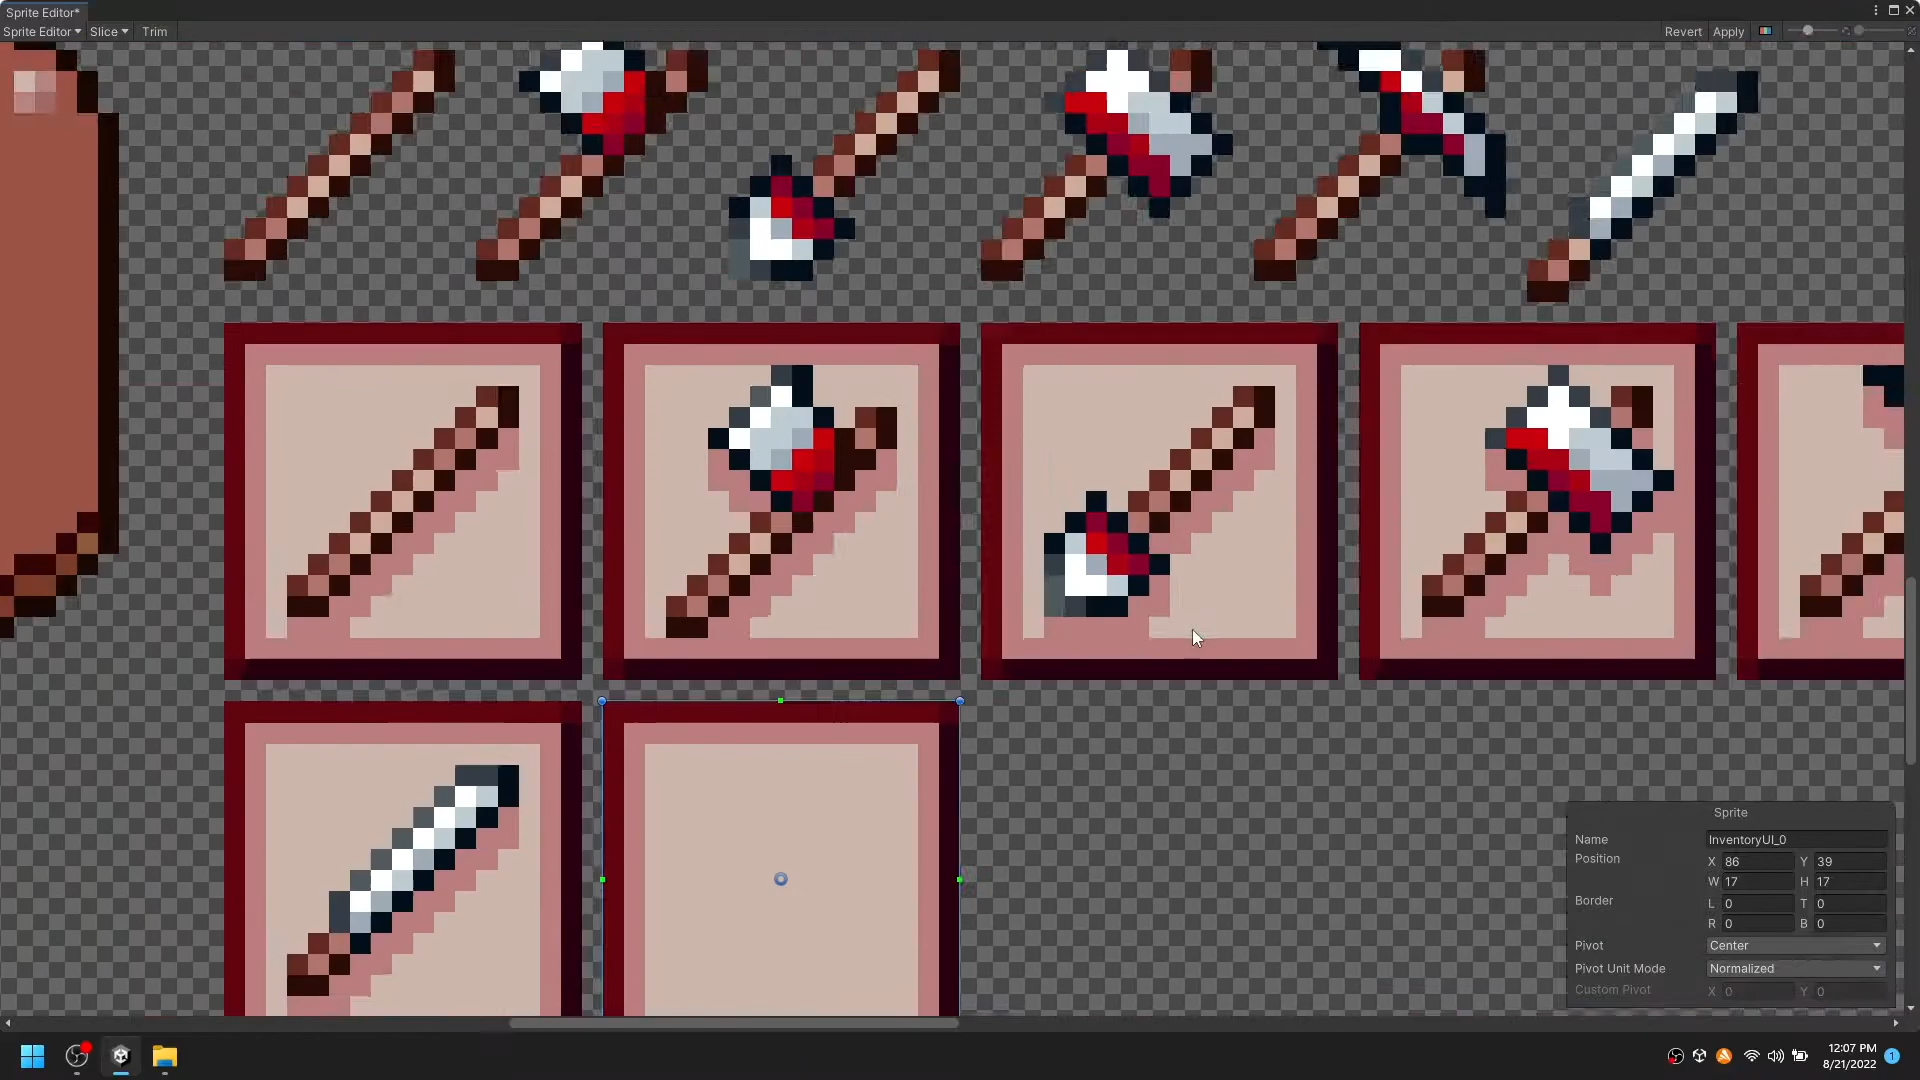 Sprite Editor*
Sprite Editor Slice Trim Revert Apply
Sprite
Name InventoryUI_0
Position X 86 Y 39
W 17 H 17
Border L 0 T 0
R 0 B 0
Pivot Center
Pivot Unit Mode Normalized
Custom Pivot X 0 Y 0
12:07 PM
8/21/2022
1